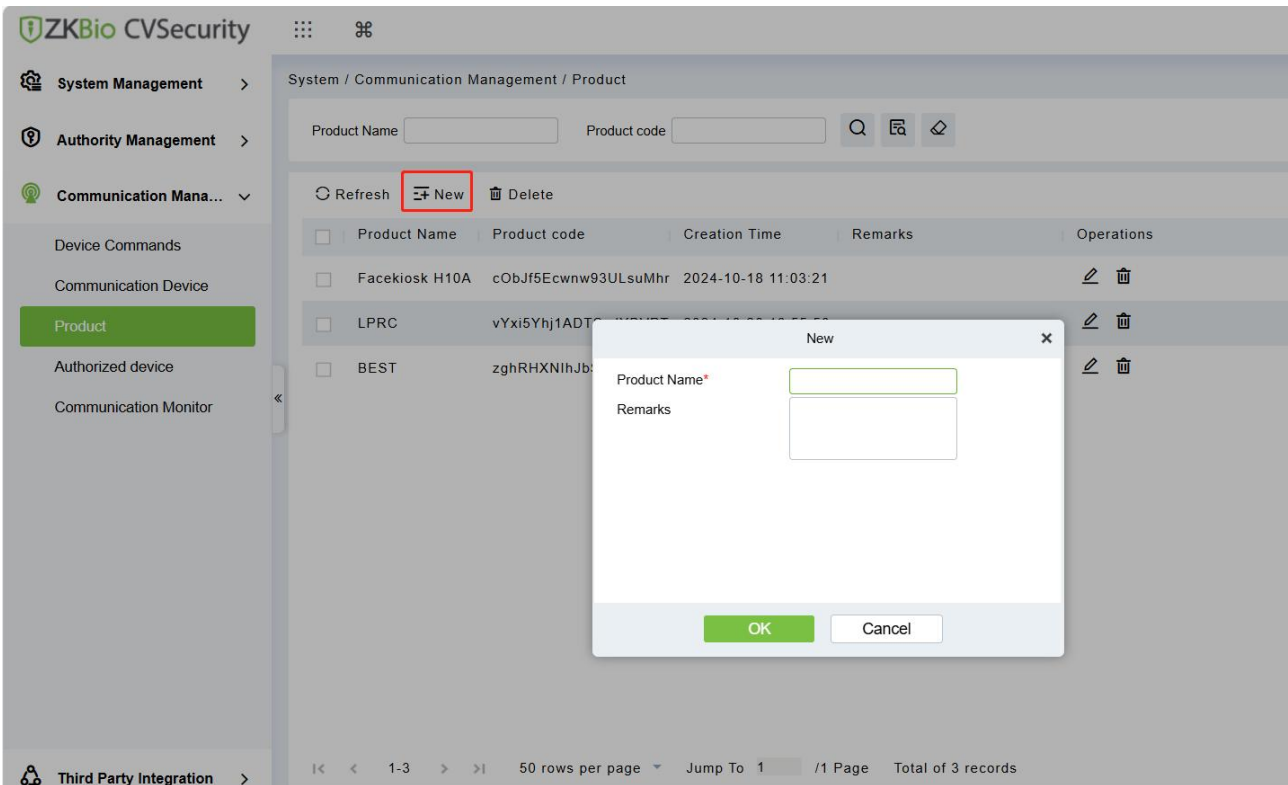 ZKBio CVSecurity
System Management
Authority Management
Communication Mana...
Device Commands
Communication Device
Product
Authorized device
Communication Monitor
Third Party Integration
System / Communication Management / Product
Product Name Product code
Refresh New Delete
Product Name Product code Creation Time Remarks Operations
Facekiosk H10A cObJf5Ecwnw93ULsuMhr 2024-10-18 11:03:21
LPRC
BEST
New
Product Name*
Remarks
OK Cancel
1-3 50 rows per page Jump To 1 /1 Page Total of 3 records